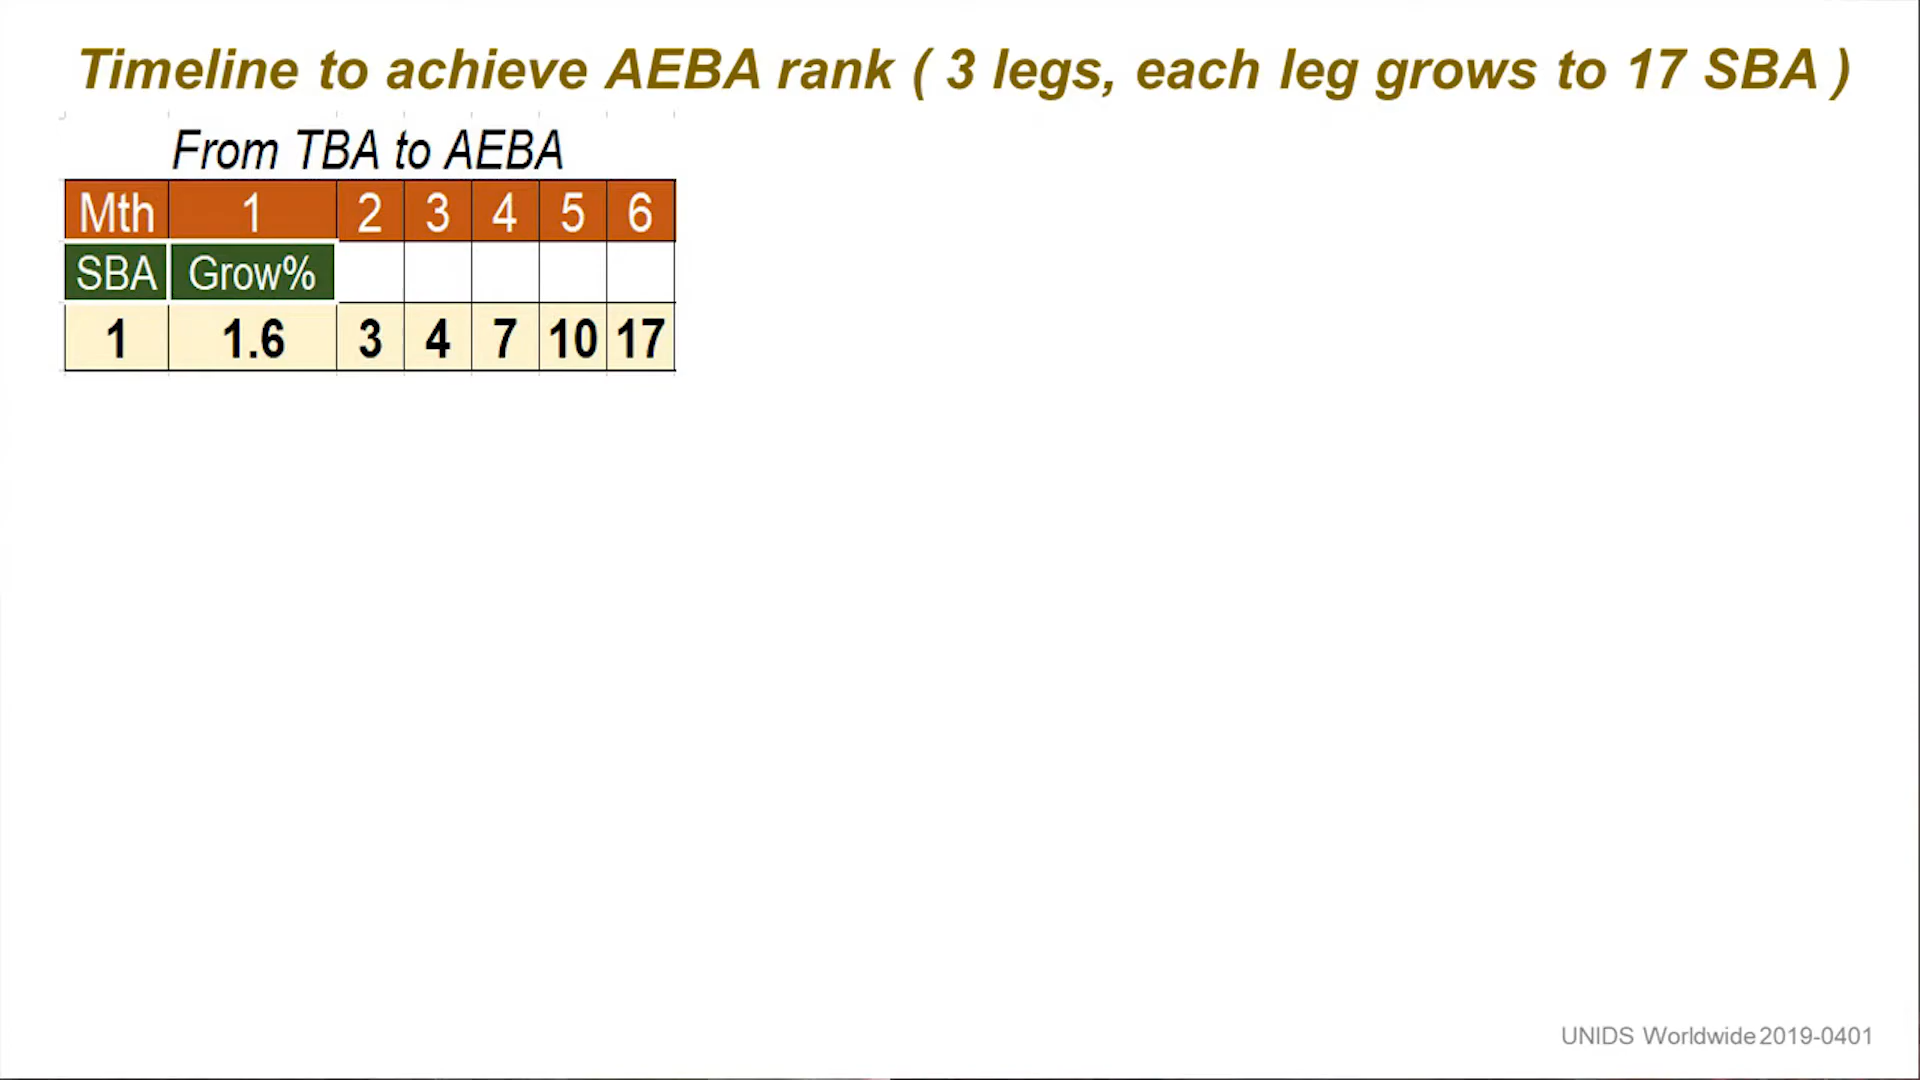 Timeline to achieve AEBA rank ( 3 legs, each leg grows to 17 SBA )
From TBA to AEBA
Mth 1 2 3 4 5 6
SBA Grow%
1 1.6 3 4 7 10 17
UNIDS Worldwide 2019-0401